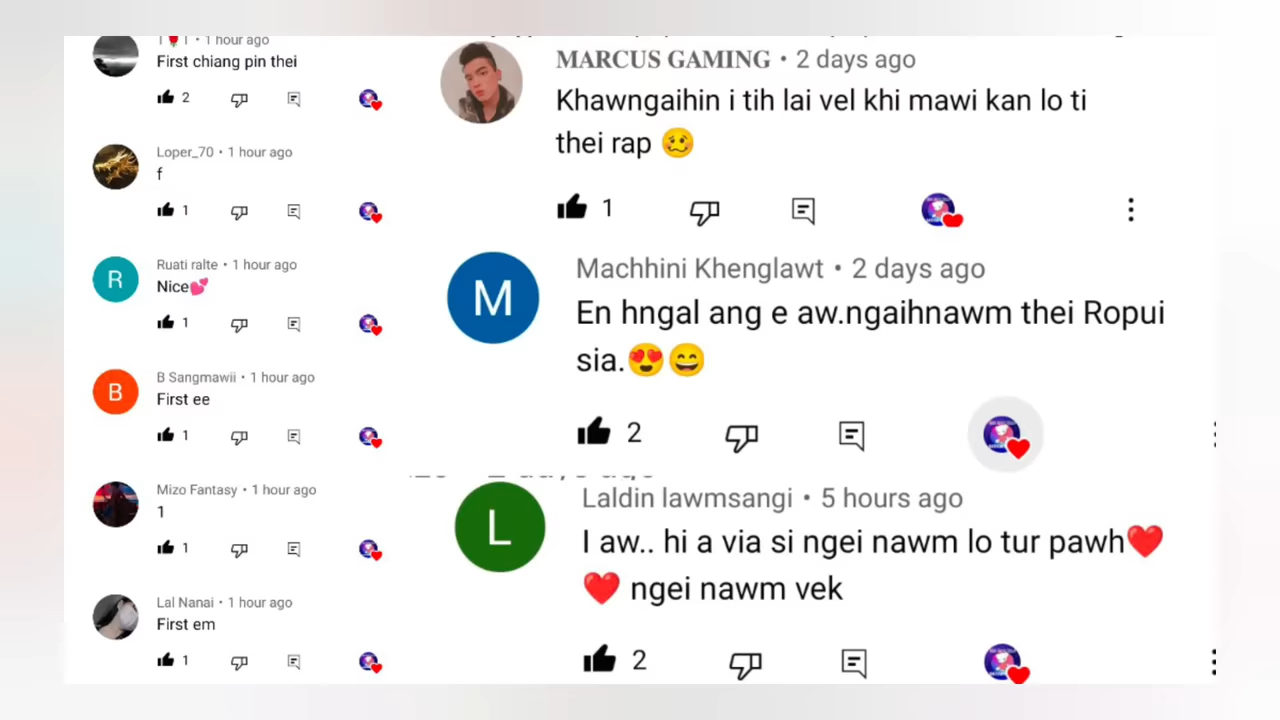 1 hour ago
First chiang pin thei
2
Loper_70 • 1 hour ago
f
1
Ruati ralte • 1 hour ago
Nice💕
1
B Sangmawii • 1 hour ago
First ee
1
Mizo Fantasy • 1 hour ago
1
1
Lal Nanai • 1 hour ago
First em
1
MARCUS GAMING • 2 days ago
Khawngaihin i tih lai vel khi mawi kan lo ti
thei rap 🥴
1
M
Machhini Khenglawt • 2 days ago
En hngal ang e aw.ngaihnawm thei Ropui
sia.😍😄
2
L
Laldin lawmsangi • 5 hours ago
I aw.. hi a via si ngei nawm lo tur pawh❤️
❤️ ngei nawm vek
2
R
B